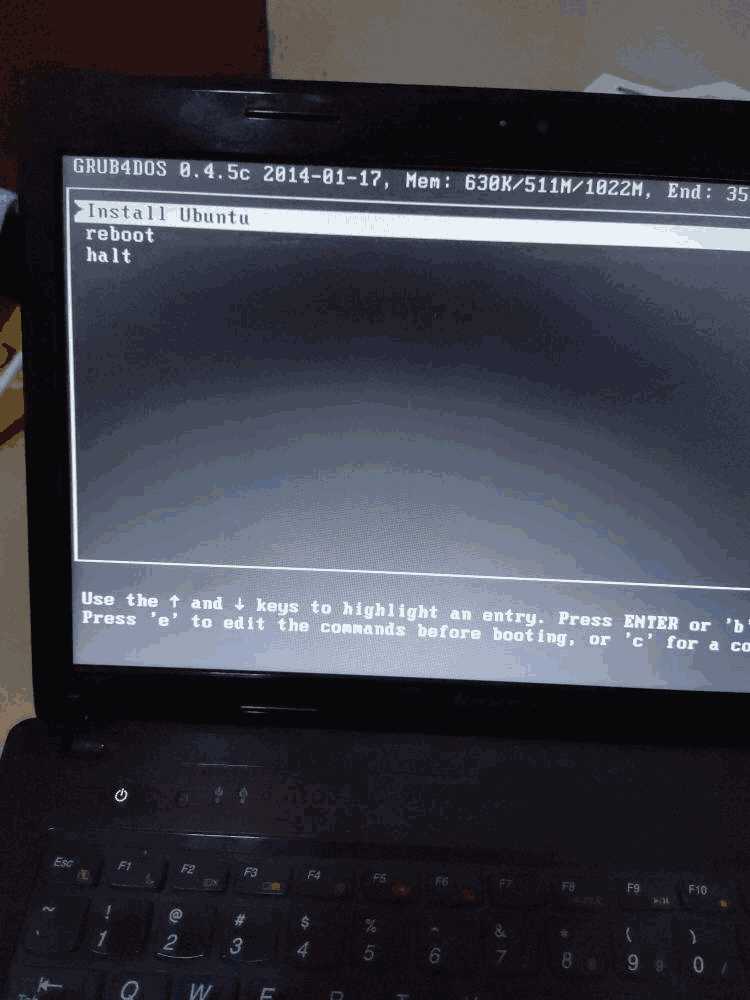 GRUB4DOS 0.4.5c 2014-01-17, Mem: 630K/511M/1022M, End: 35
Install Ubuntu
reboot
halt
Use the ↑ and ↓ keys to highlight an entry. Press ENTER or 'b'
Press 'e' to edit the commands before booting, or 'c' for a co
Esc F1 F2 F3 F4 F5 F6 F7 F8 F9 F10
~ ! @ # $ % ^ & * ( )
` 1 2 3 4 5 6 7 8 8 9 9 0 /
Tab Q W E R T